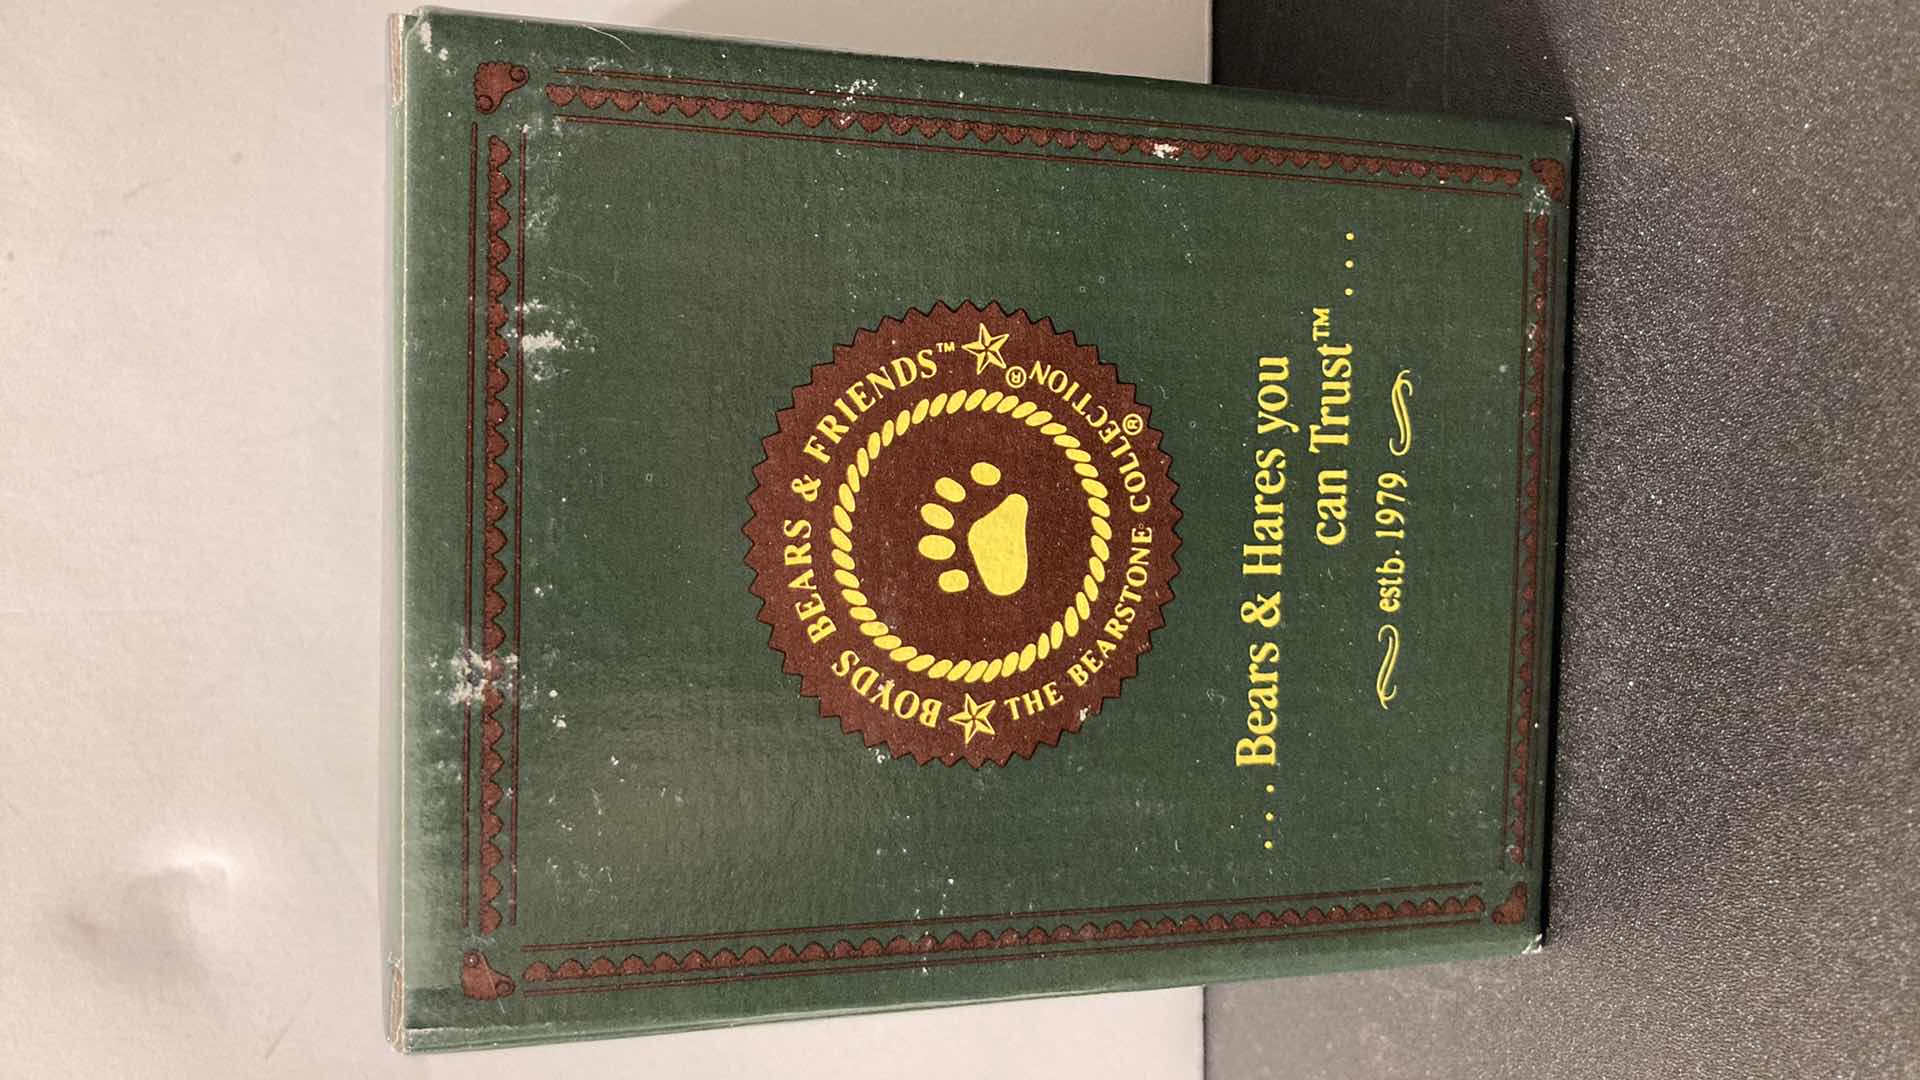 BOYDS BEARS & FRIENDS™
THE BEARSTONE COLLECTION®
®
. . . Bears & Hares you
can Trust™ . . . .
estb. 1979